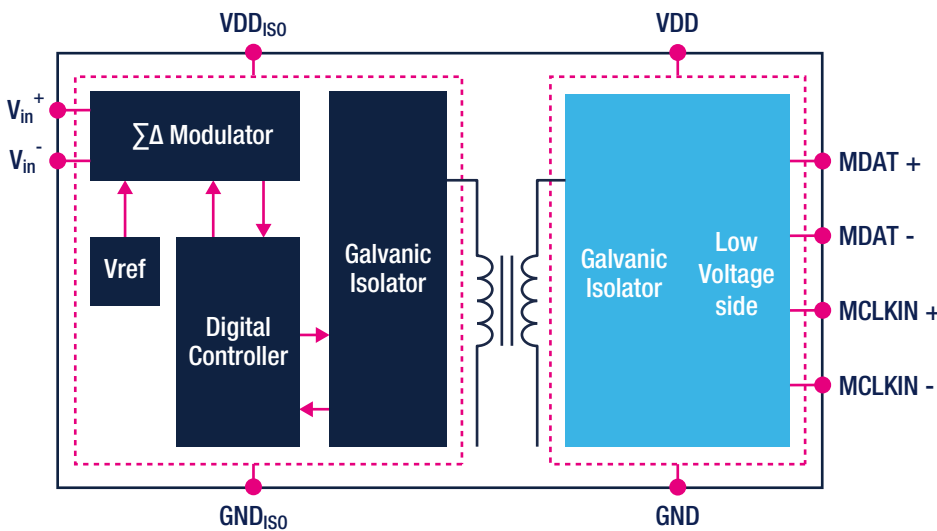 VDDISO
VDD
Vin+
Vin-
∑Δ Modulator
Vref
Digital
Controller
Galvanic
Isolator
Galvanic
Isolator
Low
Voltage
side
MDAT +
MDAT -
MCLKIN +
MCLKIN -
GNDISO
GND